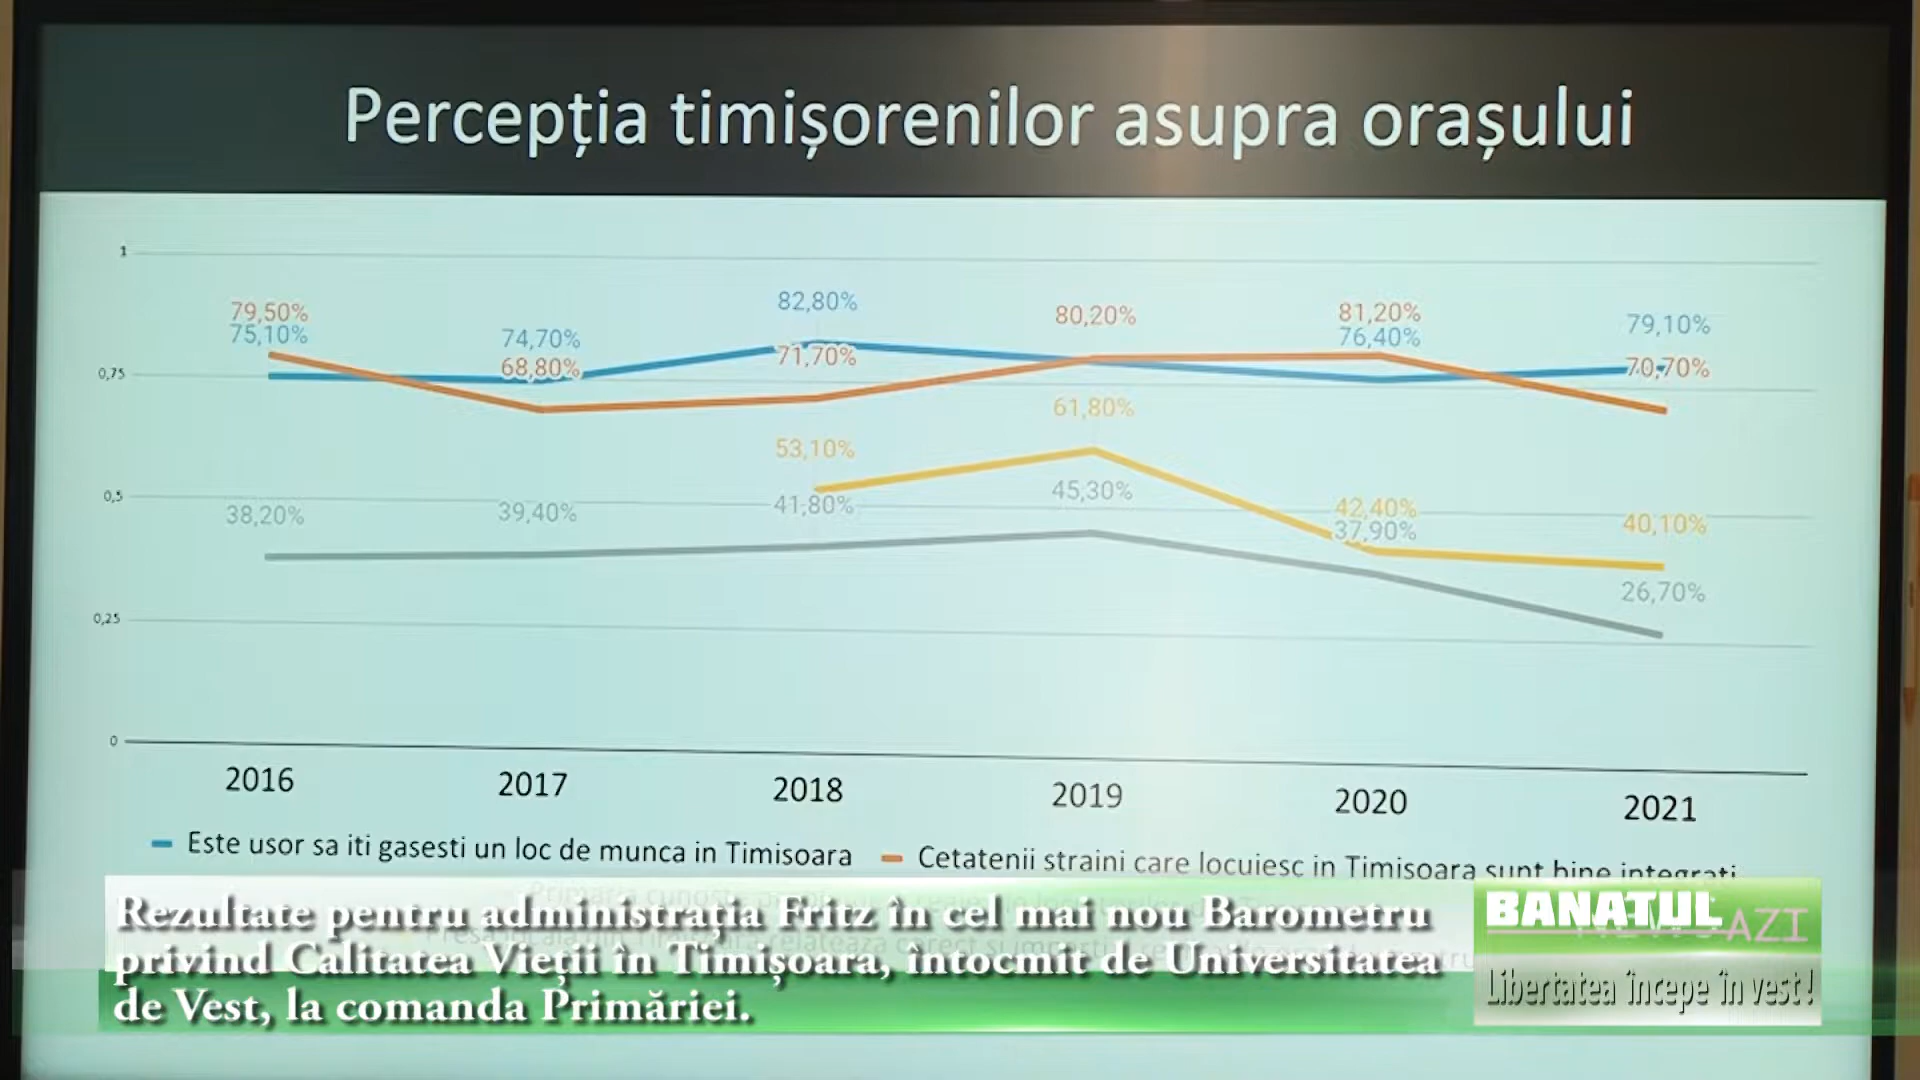 Percepția timișorenilor asupra orașului
1
79,50%
75,10%
74,70%
68,80%
82,80%
71,70%
80,20%
81,20%
76,40%
79,10%
70,70%
0,75
61,80%
53,10%
0,5
38,20%
39,40%
41,80%
45,30%
42,40%
37,90%
40,10%
26,70%
0,25
0
2016 2017 2018 2019 2020 2021
Este usor sa iti gasesti un loc de munca in Timisoara Cetatenii straini care locuiesc in Timisoara sunt bine integrati
Rezultate pentru administrația Fritz în cel mai nou Barometru
privind Calitatea Vieții în Timișoara, întocmit de Universitatea
de Vest, la comanda Primăriei.
BANATUL
AZI
Libertatea începe în vest!